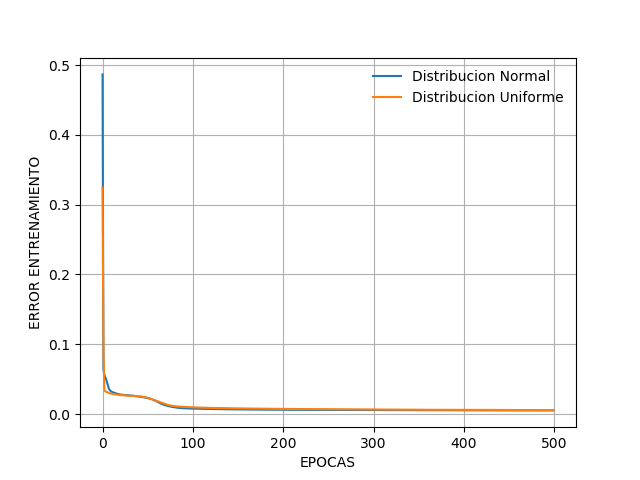 0.5
0.4
0.3
0.2
0.1
0.0
ERROR ENTRENAMIENTO
Distribucion Normal
Distribucion Uniforme
0 100 200 300 400 500
EPOCAS